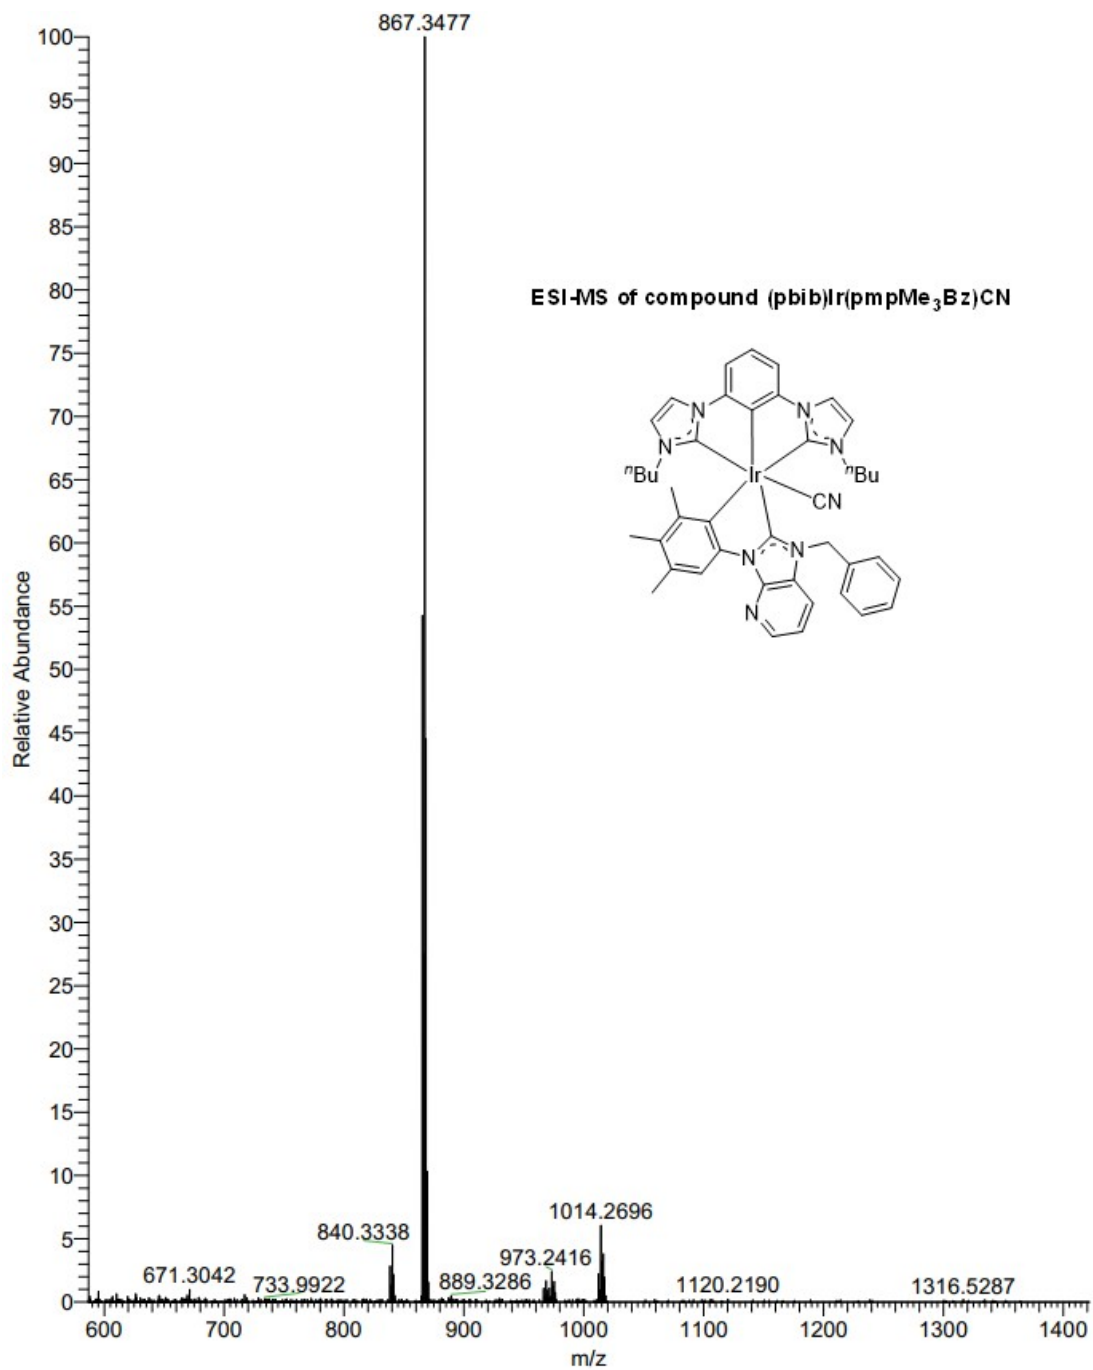 867.3477
100
95
90
85
80
75
70
65
60
55
50
45
40
35
30
25
20
15
10
5
0
Relative Abundance
ESI-MS of compound (pbib)Ir(pmpMe₃Bz)CN
N
N
N
N
ⁿBu
ⁿBu
Ir
CN
N
N
N
840.3338
1014.2696
973.2416
671.3042
733.9922
889.3286
1120.2190
1316.5287
600 700 800 900 1000 1100 1200 1300 1400
m/z